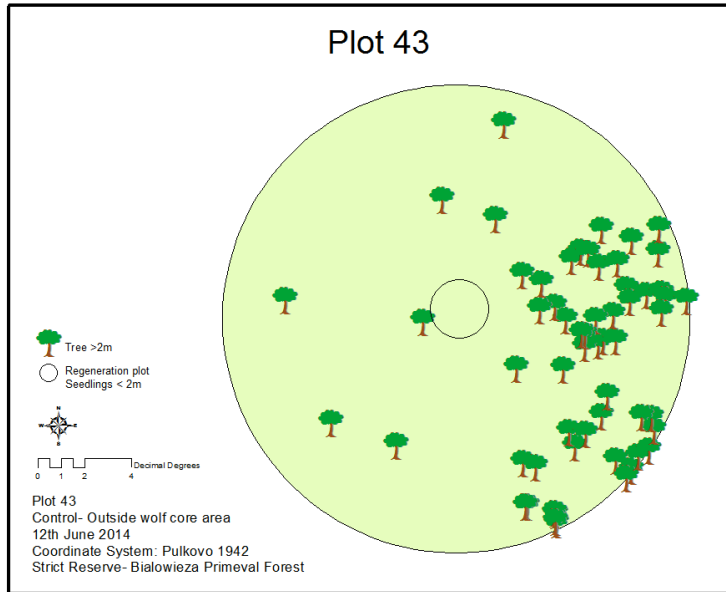 Plot 43
Tree >2m
Regeneration plot
Seedlings < 2m
N
W E
S
0 1 2 4 Decimal Degrees
Plot 43
Control- Outside wolf core area
12th June 2014
Coordinate System: Pulkovo 1942
Strict Reserve- Bialowieza Primeval Forest